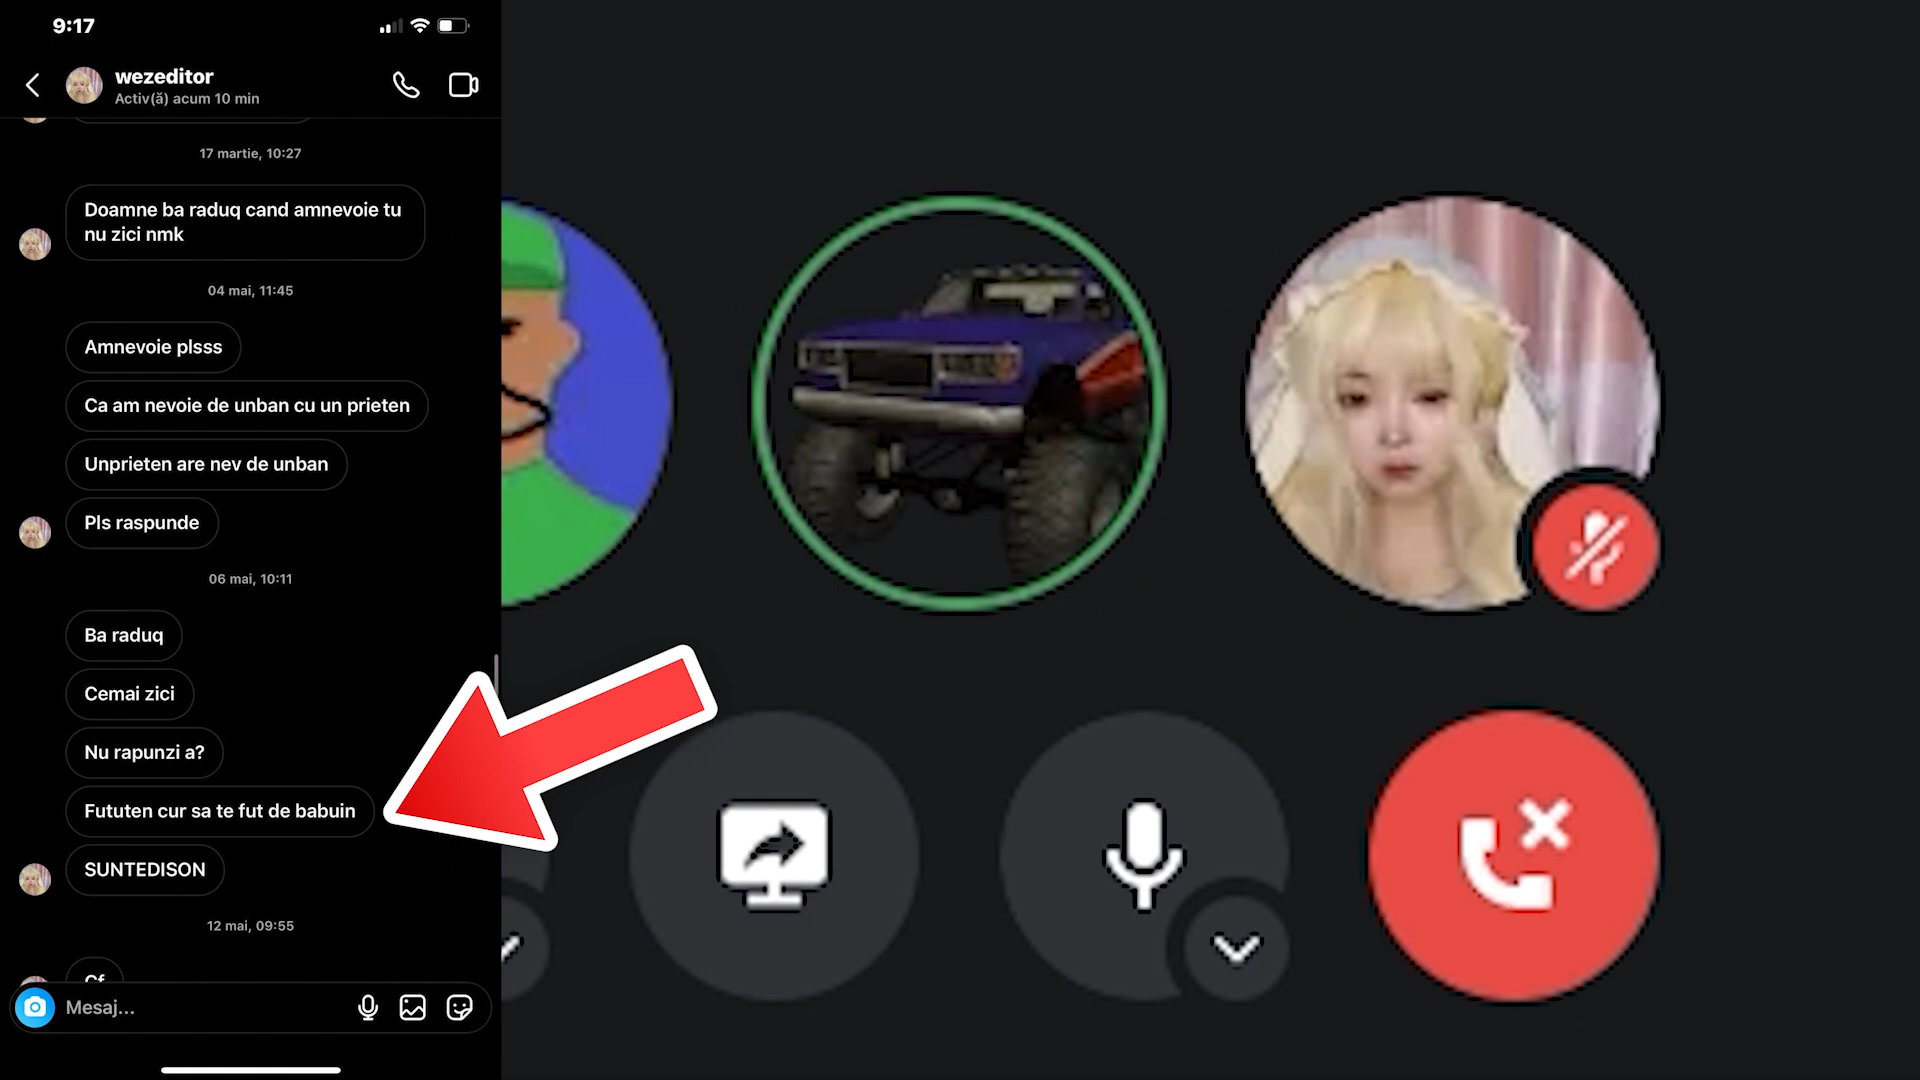 9:17
wezeditor
Activ(ă) acum 10 min
17 martie, 10:27
Doamne ba raduq cand amnevoie tu
nu zici nmk
04 mai, 11:45
Amnevoie plsss
Ca am nevoie de unban cu un prieten
Unprieten are nev de unban
Pls raspunde
06 mai, 10:11
Ba raduq
Cemai zici
Nu rapunzi a?
Fututen cur sa te fut de babuin
SUNTEDISON
12 mai, 09:55
Cf
Mesaj...